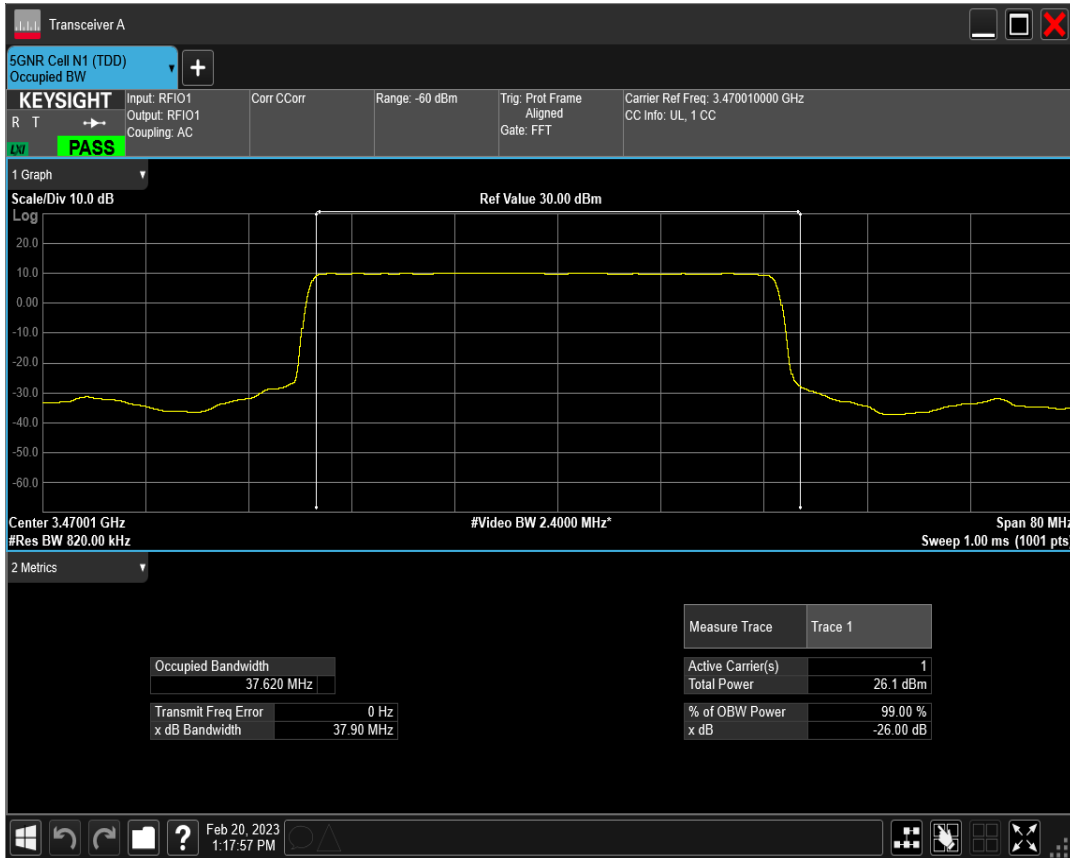 Transceiver A
5GNR Cell N1 (TDD)
Occupied BW
+
KEYSIGHT
R T
LXI
PASS
Input: RFIO1
Output: RFIO1
Coupling: AC
Corr CCorr
Range: -60 dBm
Trig: Prot Frame
Aligned
Gate: FFT
Carrier Ref Freq: 3.470010000 GHz
CC Info: UL, 1 CC
1 Graph
Scale/Div 10.0 dB
Ref Value 30.00 dBm
Log
20.0
10.0
0.00
-10.0
-20.0
-30.0
-40.0
-50.0
-60.0
Center 3.47001 GHz
#Video BW 2.4000 MHz*
Span 80 MHz
#Res BW 820.00 kHz
Sweep 1.00 ms (1001 pts)
2 Metrics
Measure Trace Trace 1
Occupied Bandwidth
37.620 MHz
Active Carrier(s) 1
Total Power 26.1 dBm
Transmit Freq Error 0 Hz
x dB Bandwidth 37.90 MHz
% of OBW Power 99.00 %
x dB -26.00 dB
?
Feb 20, 2023
1:17:57 PM